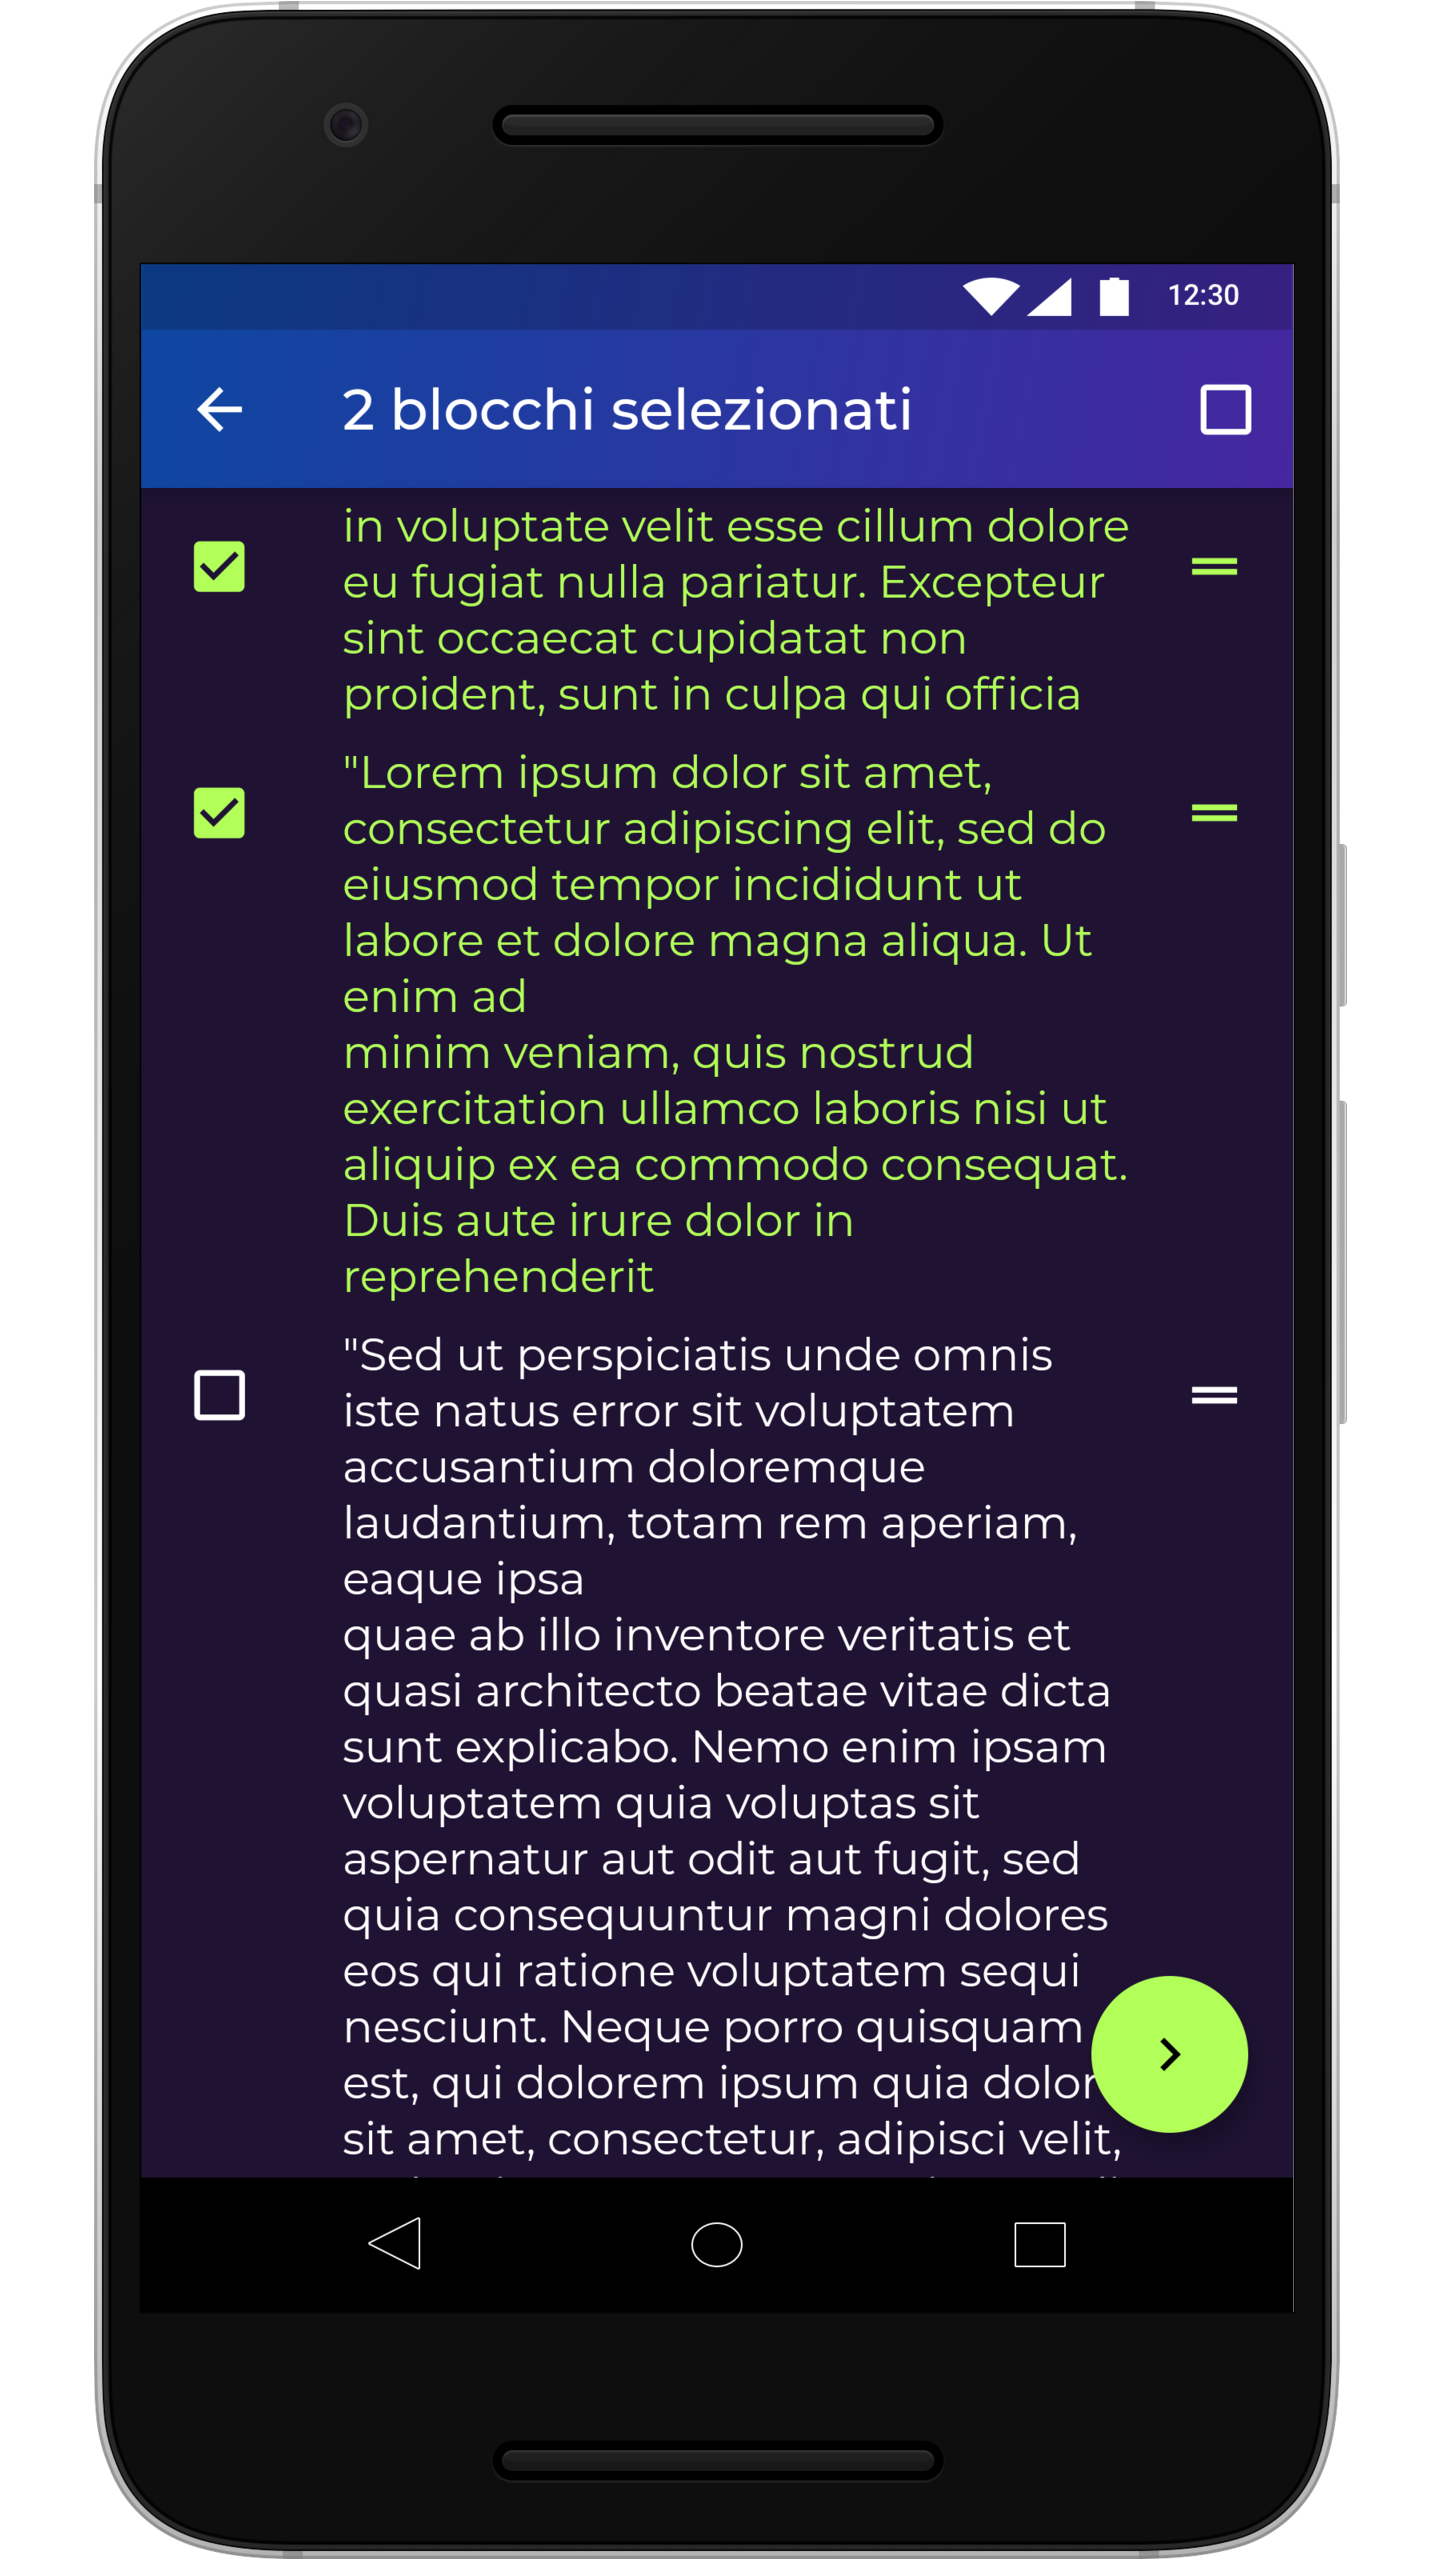 12:30
2 blocchi selezionati
in voluptate velit esse cillum dolore
eu fugiat nulla pariatur. Excepteur
sint occaecat cupidatat non
proident, sunt in culpa qui officia
"Lorem ipsum dolor sit amet,
consectetur adipiscing elit, sed do
eiusmod tempor incididunt ut
labore et dolore magna aliqua. Ut
enim ad
minim veniam, quis nostrud
exercitation ullamco laboris nisi ut
aliquip ex ea commodo consequat.
Duis aute irure dolor in
reprehenderit
"Sed ut perspiciatis unde omnis
iste natus error sit voluptatem
accusantium doloremque
laudantium, totam rem aperiam,
eaque ipsa
quae ab illo inventore veritatis et
quasi architecto beatae vitae dicta
sunt explicabo. Nemo enim ipsam
voluptatem quia voluptas sit
aspernatur aut odit aut fugit, sed
quia consequuntur magni dolores
eos qui ratione voluptatem sequi
nesciunt. Neque porro quisquam
est, qui dolorem ipsum quia dolor
sit amet, consectetur, adipisci velit,